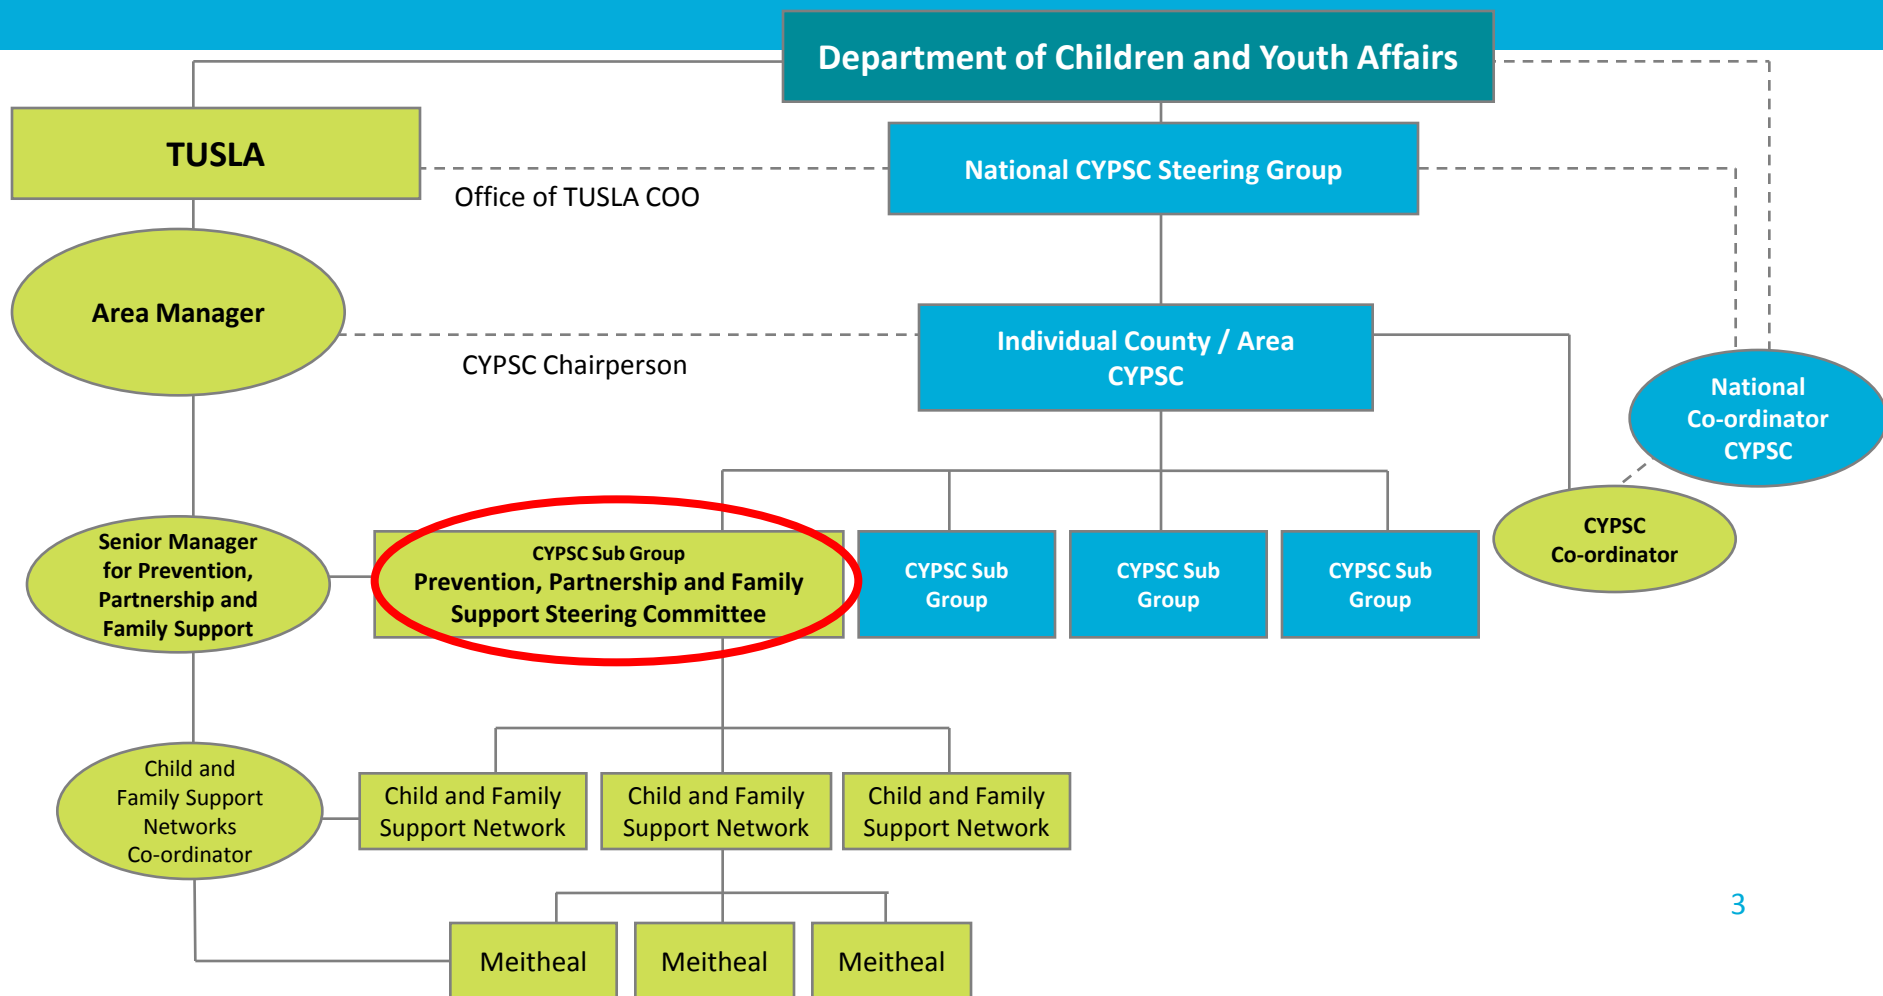 Department of Children and Youth Affairs
TUSLA
National CYPSC Steering Group
Office of TUSLA COO
Area Manager
Individual County / Area
CYPSC
CYPSC Chairperson
National
Co-ordinator
CYPSC
CYPSC
Co-ordinator
Senior Manager
for Prevention,
Partnership and
Family Support
CYPSC Sub Group
Prevention, Partnership and Family
Support Steering Committee
CYPSC Sub
Group
CYPSC Sub
Group
CYPSC Sub
Group
Child and
Family Support
Networks
Co-ordinator
Child and Family
Support Network
Child and Family
Support Network
Child and Family
Support Network
Meitheal
Meitheal
Meitheal
3